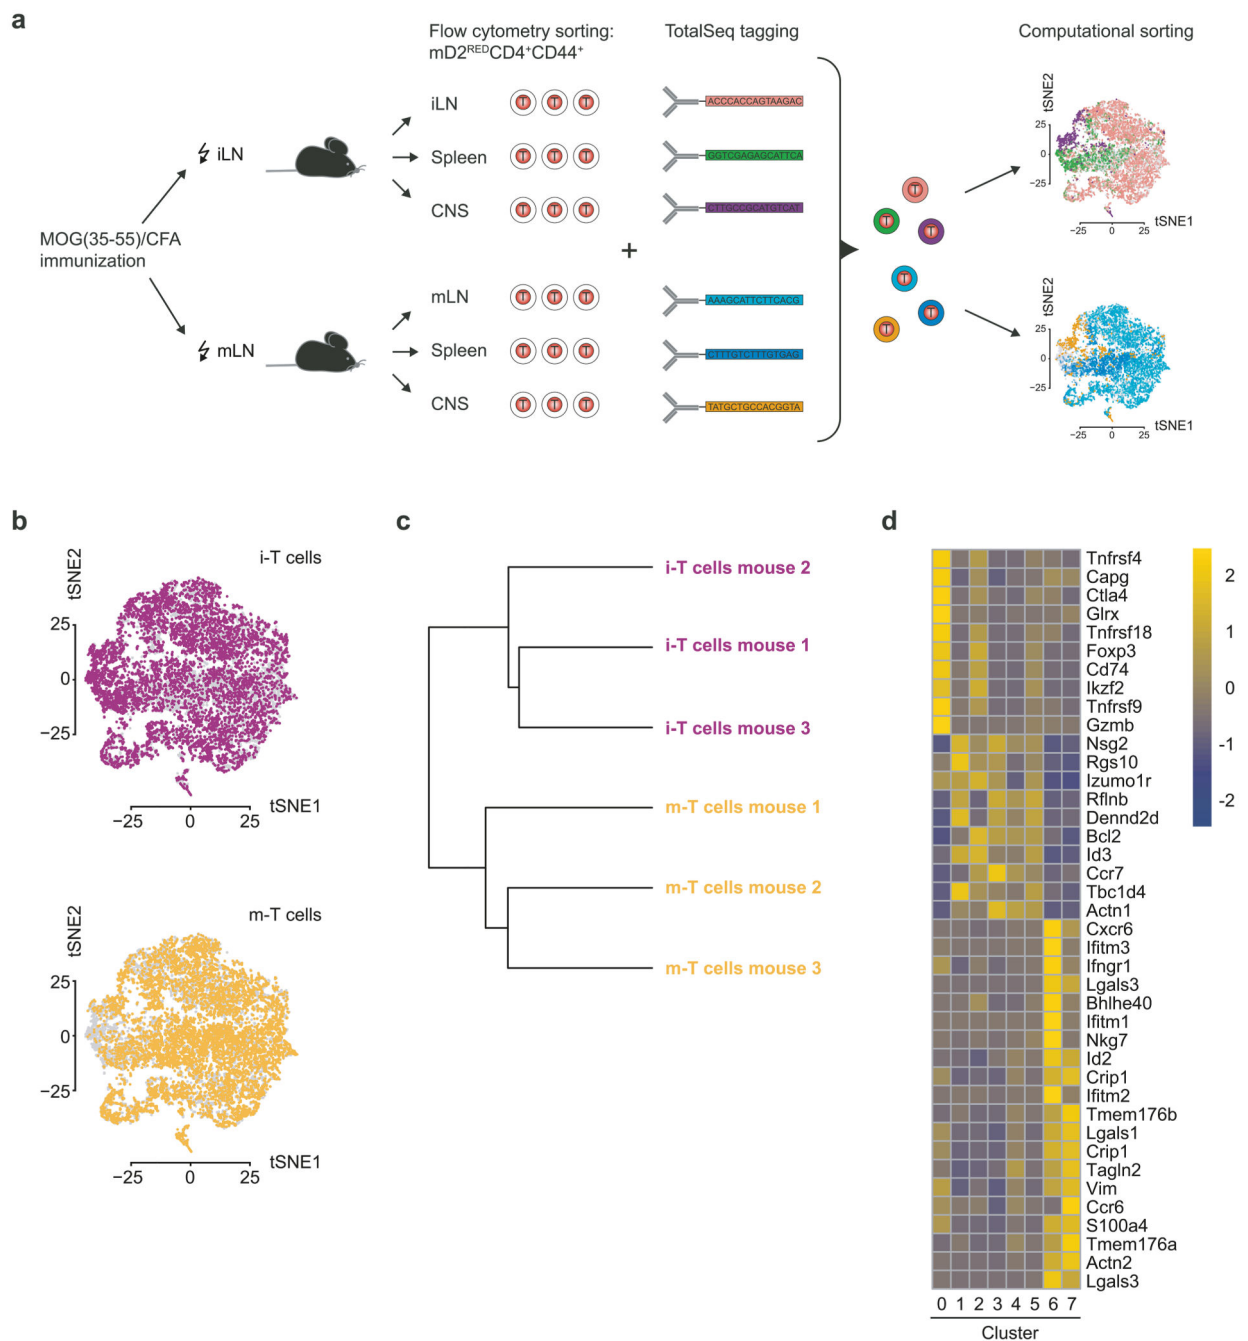 a
Flow cytometry sorting:
mD2REDCD4+CD44+
TotalSeq tagging
Computational sorting
iLN
T T T
ACCCACCAGTAAGAC
Spleen
T T T
GGTCGAGAGCATTCA
CNS
T T T
CTTGCCGCATGTCAT
iLN
MOG(35-55)/CFA
immunization
mLN
+
mLN
T T T
AAAGCATTCTTCACG
Spleen
T T T
CTTTGTCTTTGTGAG
CNS
T T T
TATGCTGCCACGGTA
T
T
T
T
T
T
tSNE2
25
0
−25
−25 0 25
tSNE1
tSNE2
25
0
−25
−25 0 25
tSNE1
b
i-T cells
tSNE2
25
0
−25
tSNE1
−25 0 25
m-T cells
tSNE2
25
0
−25
tSNE1
−25 0 25
c
i-T cells mouse 2
i-T cells mouse 1
i-T cells mouse 3
m-T cells mouse 1
m-T cells mouse 2
m-T cells mouse 3
d
Tnfrsf4
Capg
Ctla4
Glrx
Tnfrsf18
Foxp3
Cd74
Ikzf2
Tnfrsf9
Gzmb
Nsg2
Rgs10
Izumo1r
Rflnb
Dennd2d
Bcl2
Id3
Ccr7
Tbc1d4
Actn1
Cxcr6
Ifitm3
Ifngr1
Lgals3
Bhlhe40
Ifitm1
Nkg7
Id2
Crip1
Ifitm2
Tmem176b
Lgals1
Crip1
Tagln2
Vim
Ccr6
S100a4
Tmem176a
Actn2
Lgals3
0 1 2 3 4 5 6 7
Cluster
2
1
0
-1
-2